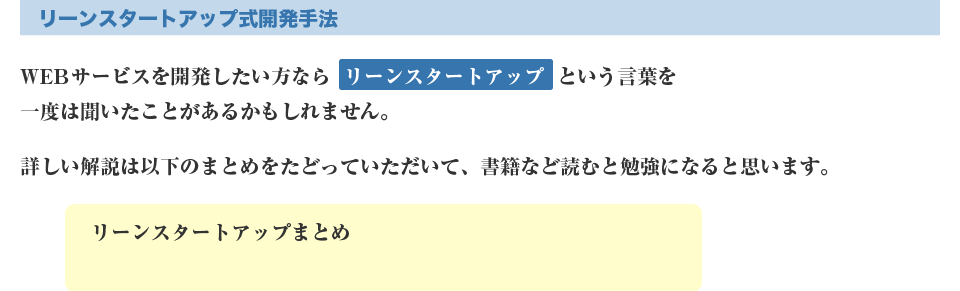 リーンスタートアップ式開発手法
WEBサービスを開発したい方なら リーンスタートアップ という言葉を
一度は聞いたことがあるかもしれません。
詳しい解説は以下のまとめをたどっていただいて、書籍など読むと勉強になると思います。
リーンスタートアップまとめ